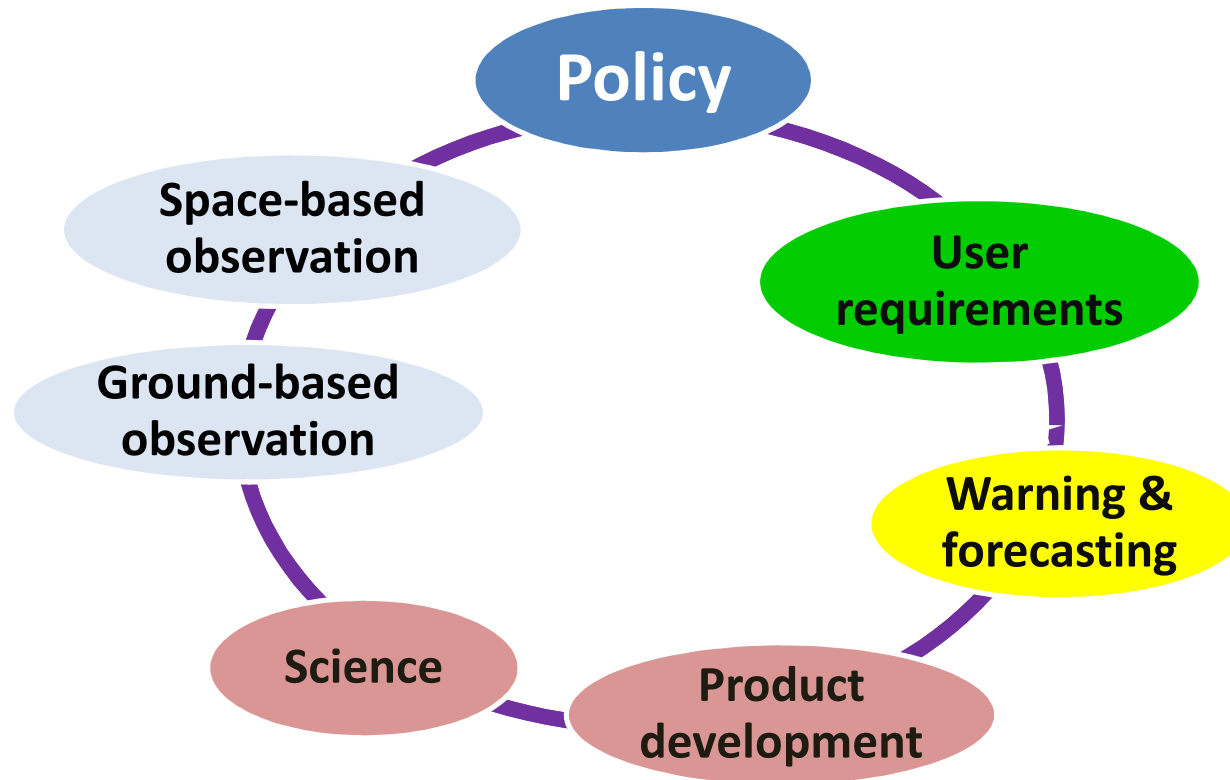 Policy
Space-based
observation
User
requirements
Ground-based
observation
Warning &
forecasting
Science
Product
development